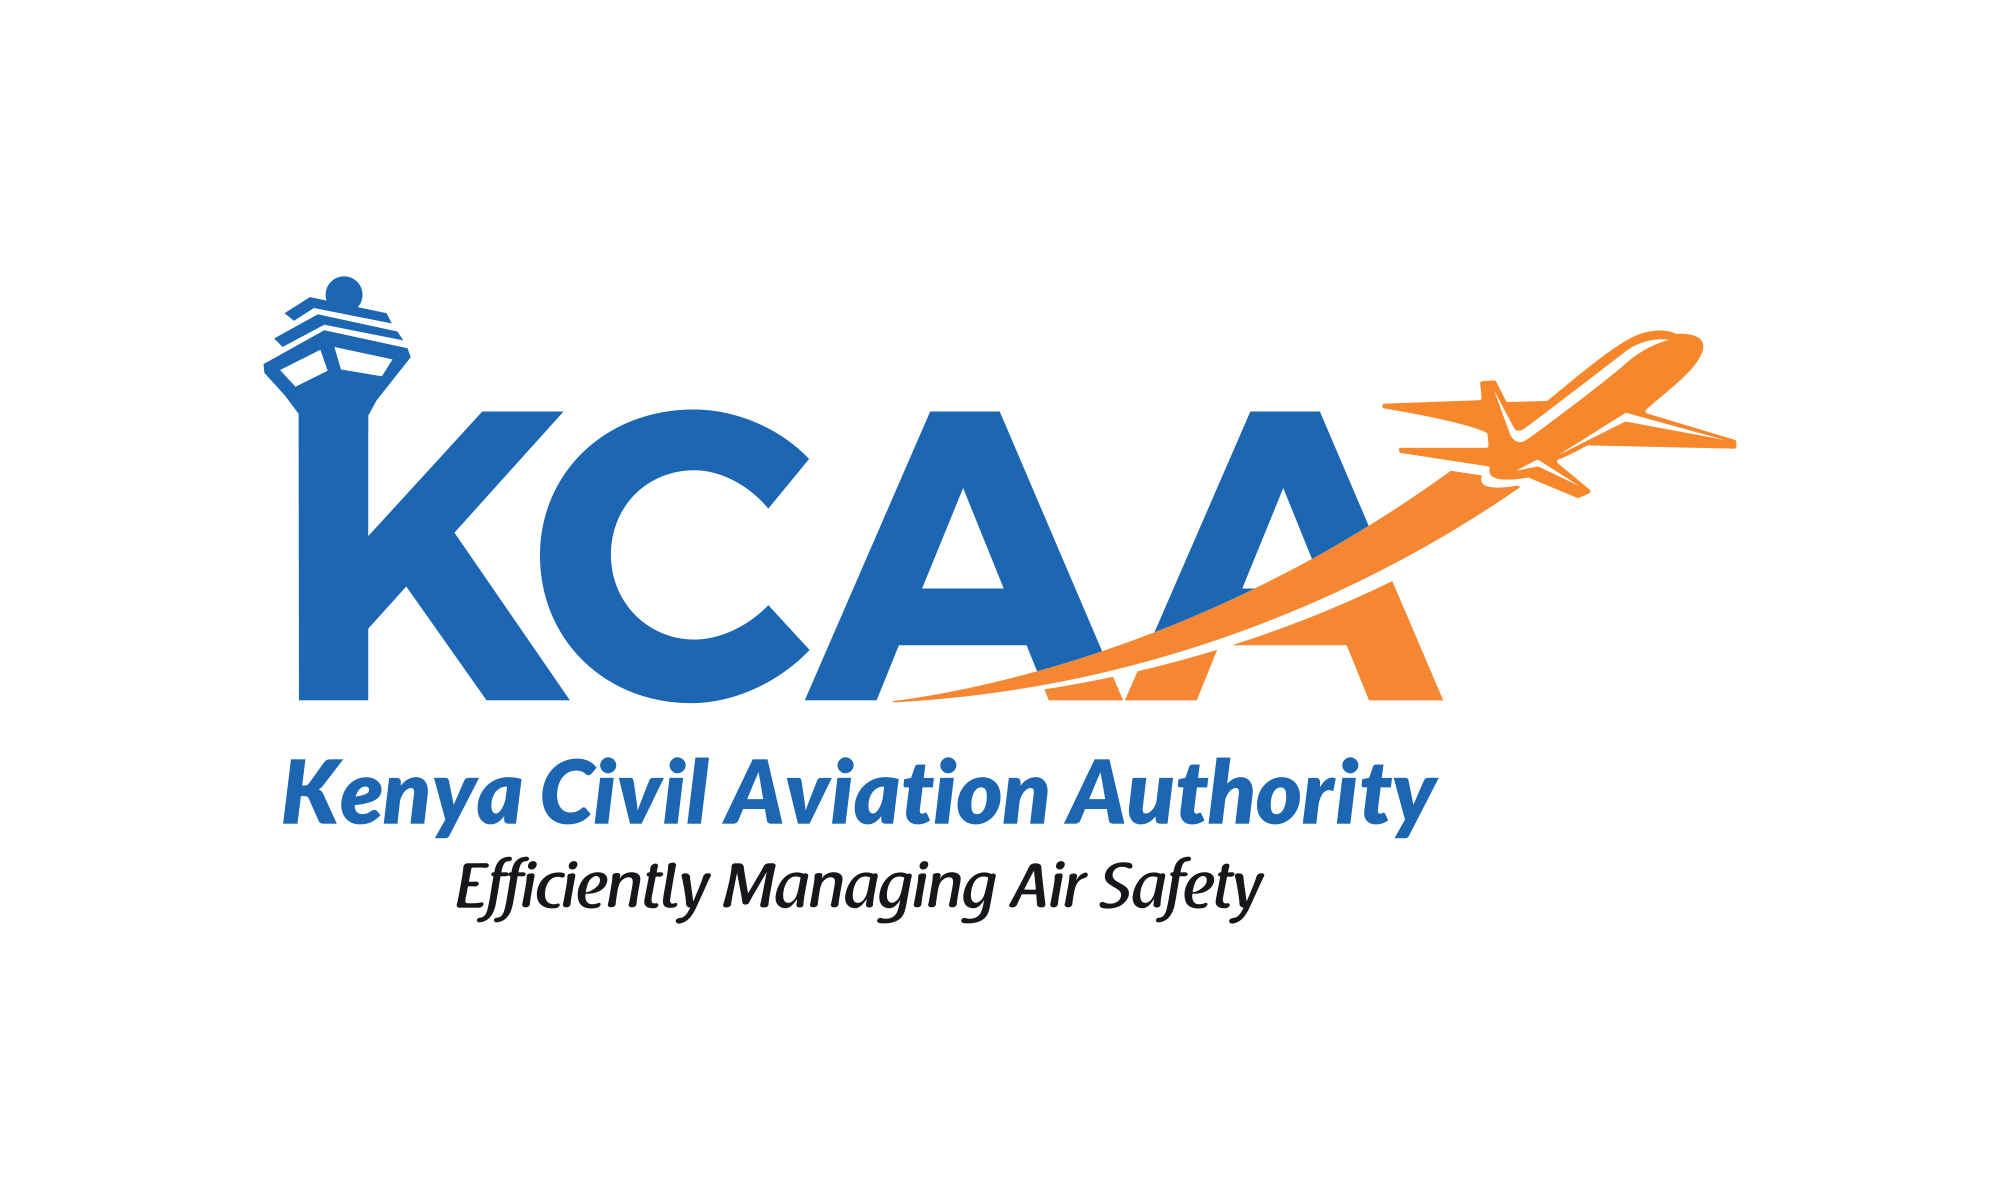 KCAA
Kenya Civil Aviation Authority
Efficiently Managing Air Safety